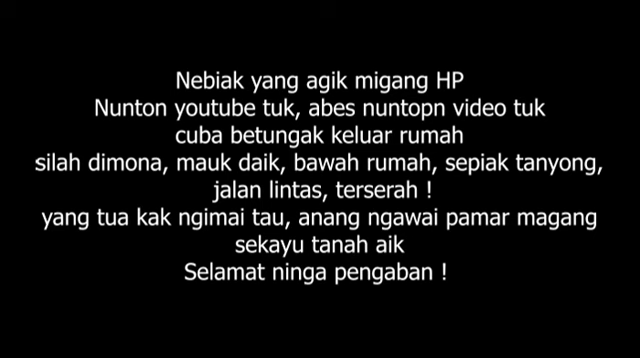 Nebiak yang agik migang HP
Nunton youtube tuk, abes nuntopn video tuk
cuba betungak keluar rumah
silah dimona, mauk daik, bawah rumah, sepiak tanyong,
jalan lintas, terserah !
yang tua kak ngimai tau, anang ngawai pamar magang
sekayu tanah aik
Selamat ninga pengaban !